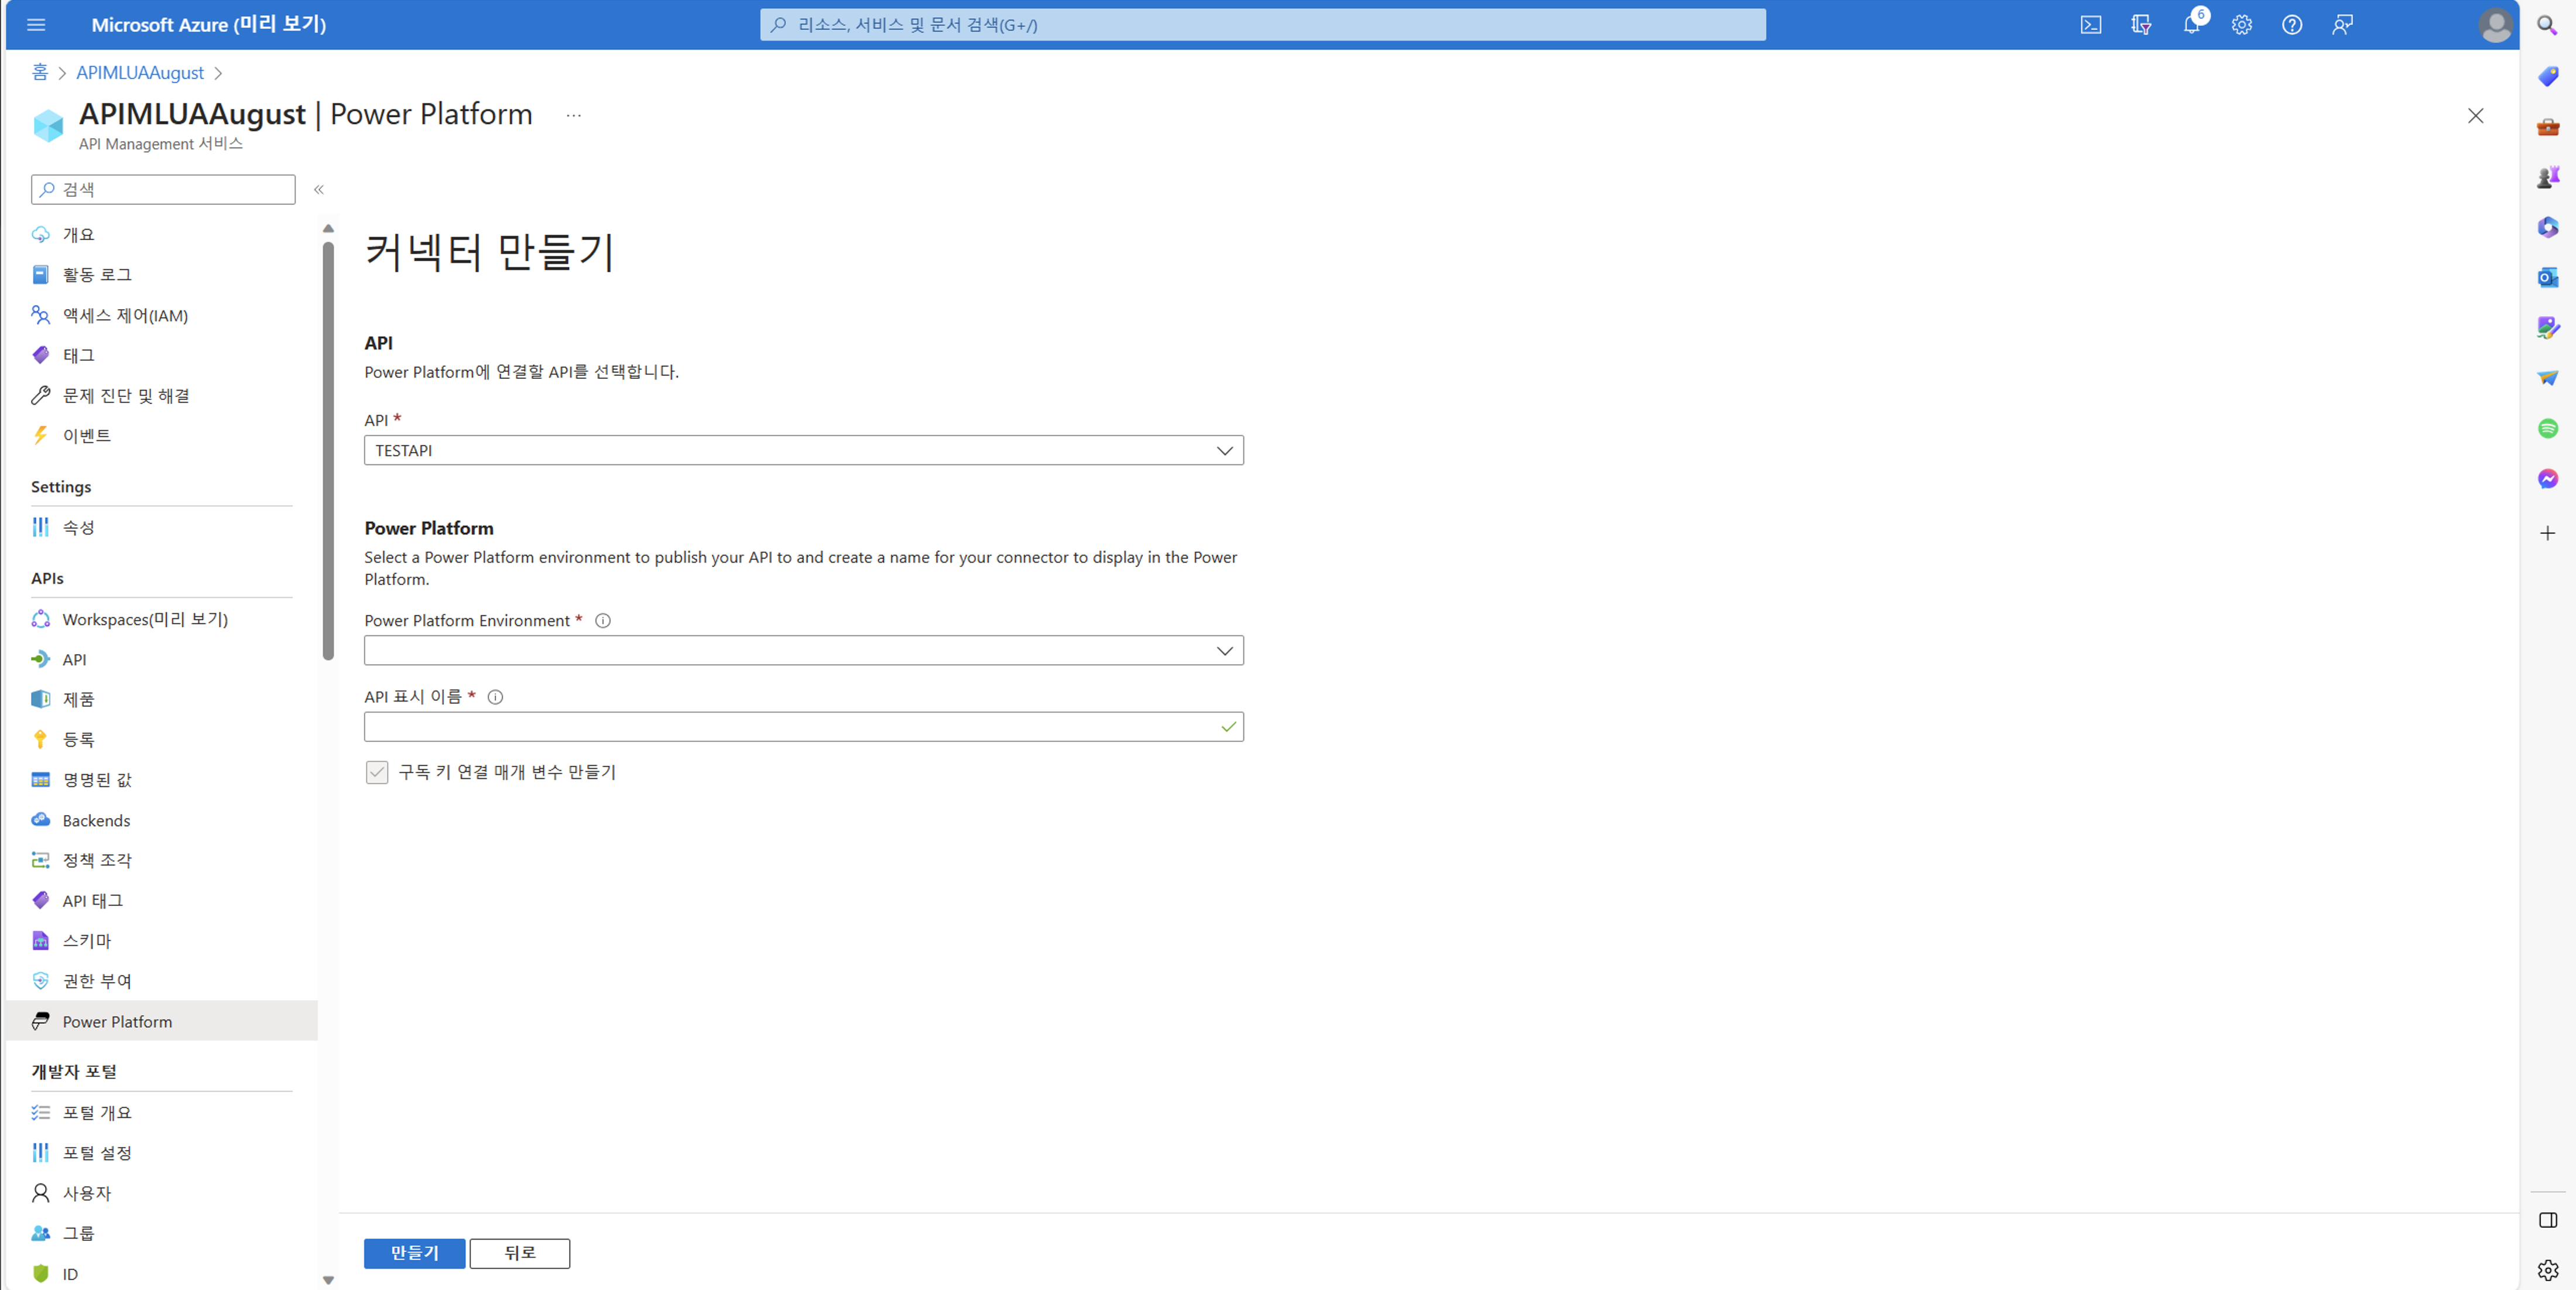 Microsoft Azure (미리 보기)
리소스, 서비스 및 문서 검색(G+/)
6
홈 > APIMLUAAugust >
APIMLUAAugust | Power Platform ...
API Management 서비스
검색
개요
활동 로그
액세스 제어(IAM)
태그
문제 진단 및 해결
이벤트
Settings
속성
APIs
Workspaces(미리 보기)
API
제품
등록
명명된 값
Backends
정책 조각
API 태그
스키마
권한 부여
Power Platform
개발자 포털
포털 개요
포털 설정
사용자
그룹
ID
커넥터 만들기
API
Power Platform에 연결할 API를 선택합니다.
API *
TESTAPI
Power Platform
Select a Power Platform environment to publish your API to and create a name for your connector to display in the Power
Platform.
Power Platform Environment *
API 표시 이름 *
구독 키 연결 매개 변수 만들기
만들기
뒤로